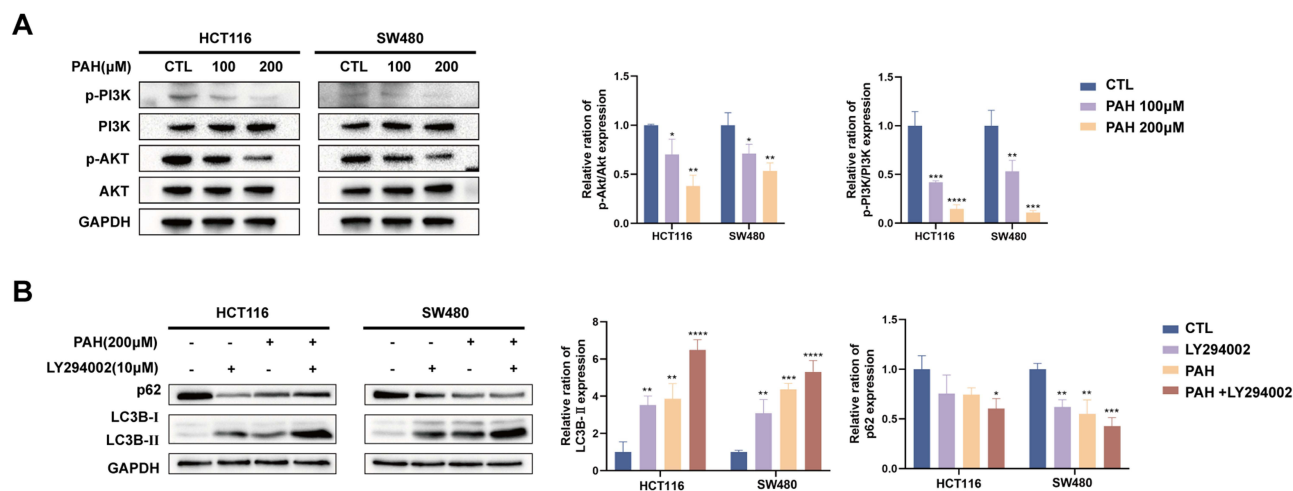 A
HCT116 SW480
PAH(μM) CTL 100 200 CTL 100 200
p-PI3K
PI3K
p-AKT
AKT
GAPDH
Relative ration of
p-Akt/Akt expression
1.5
1.0
0.5
0.0
* ** * **
HCT116 SW480
Relative ration of
p-PI3K/PI3K expression
1.5
1.0
0.5
0.0
*** **** ** ***
HCT116 SW480
CTL
PAH 100μM
PAH 200μM
B
HCT116 SW480
PAH(200μM) - - + + - - + +
LY294002(10μM) - + - + - + - +
p62
LC3B-I
LC3B-II
GAPDH
Relative ration of
LC3B-II expression
8
6
4
2
0
** ** **** ** *** ****
HCT116 SW480
Relative ration of
p62 expression
1.5
1.0
0.5
0.0
* ** ** ***
HCT116 SW480
CTL
LY294002
PAH
PAH +LY294002